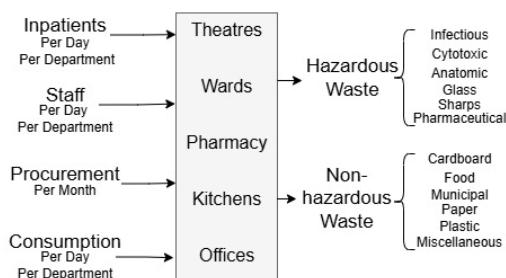 Inpatients
Per Day
Per Department
Staff
Per Day
Per Department
Procurement
Per Month
Consumption
Per Day
Per Department
Theatres
Wards
Pharmacy
Kitchens
Offices
Hazardous
Waste
Non-
hazardous
Waste
Infectious
Cytotoxic
Anatomic
Glass
Sharps
Pharmaceutical
Cardboard
Food
Municipal
Paper
Plastic
Miscellaneous